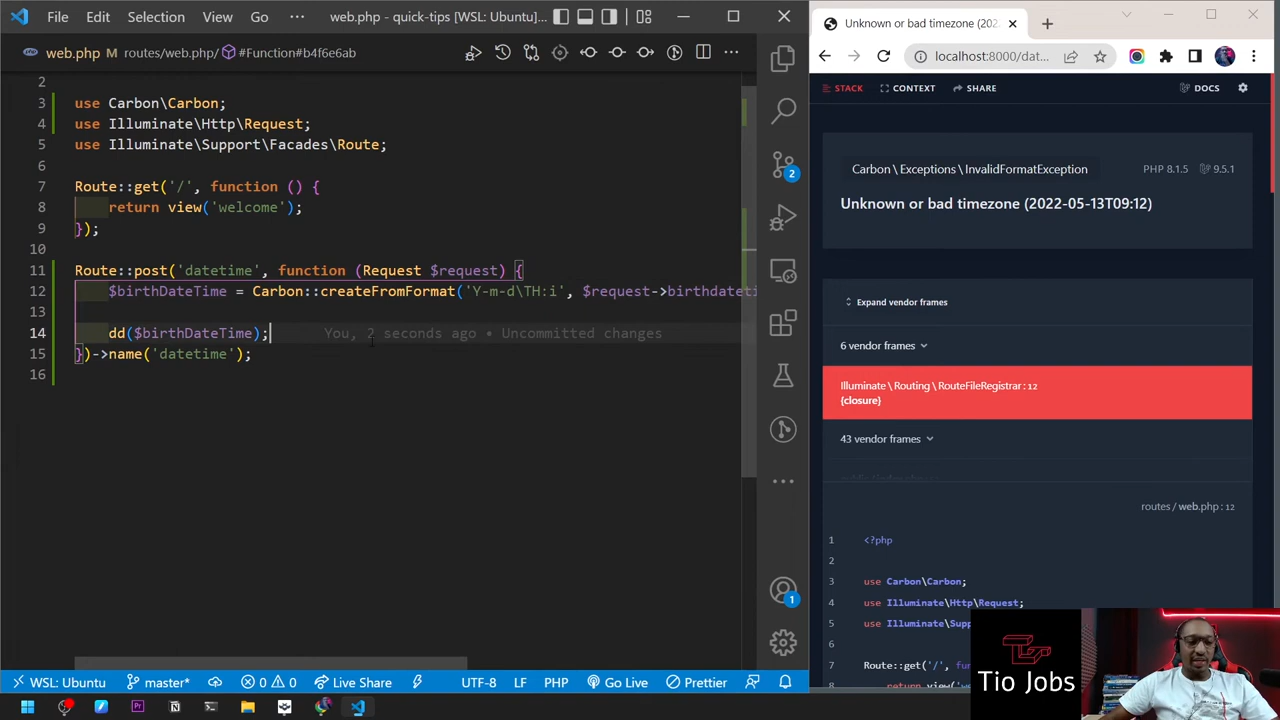 File Edit Selection View Go ··· web.php - quick-tips [WSL: Ubuntu]...
web.php M routes/web.php/ #Function#b4f6e6ab
2
3 use Carbon\Carbon;
4 use Illuminate\Http\Request;
5 use Illuminate\Support\Facades\Route;
6
7 Route::get('/', function () {
8 return view('welcome');
9 });
10
11 Route::post('datetime', function (Request $request) {
12 $birthDateTime = Carbon::createFromFormat('Y-m-d\TH:i', $request->birthdateti
13
14 dd($birthDateTime); You, 2 seconds ago • Uncommitted changes
15 })->name('datetime');
16
2
1
WSL: Ubuntu master* 0 0 Live Share UTF-8 LF PHP Go Live Prettier
Unknown or bad timezone (202
localhost:8000/dat...
STACK CONTEXT SHARE DOCS
Carbon \ Exceptions \ InvalidFormatException PHP 8.1.5 9.5.1
Unknown or bad timezone (2022-05-13T09:12)
Expand vendor frames
6 vendor frames
Illuminate \ Routing \ RouteFileRegistrar : 12
{closure}
43 vendor frames
routes / web.php : 12
1 <?php
2
3 use Carbon\Carbon;
4 use Illuminate\Http\Request;
5 use Illuminate\Supp
6
7 Route::get('/', fu
8 return view('w
Tio Jobs